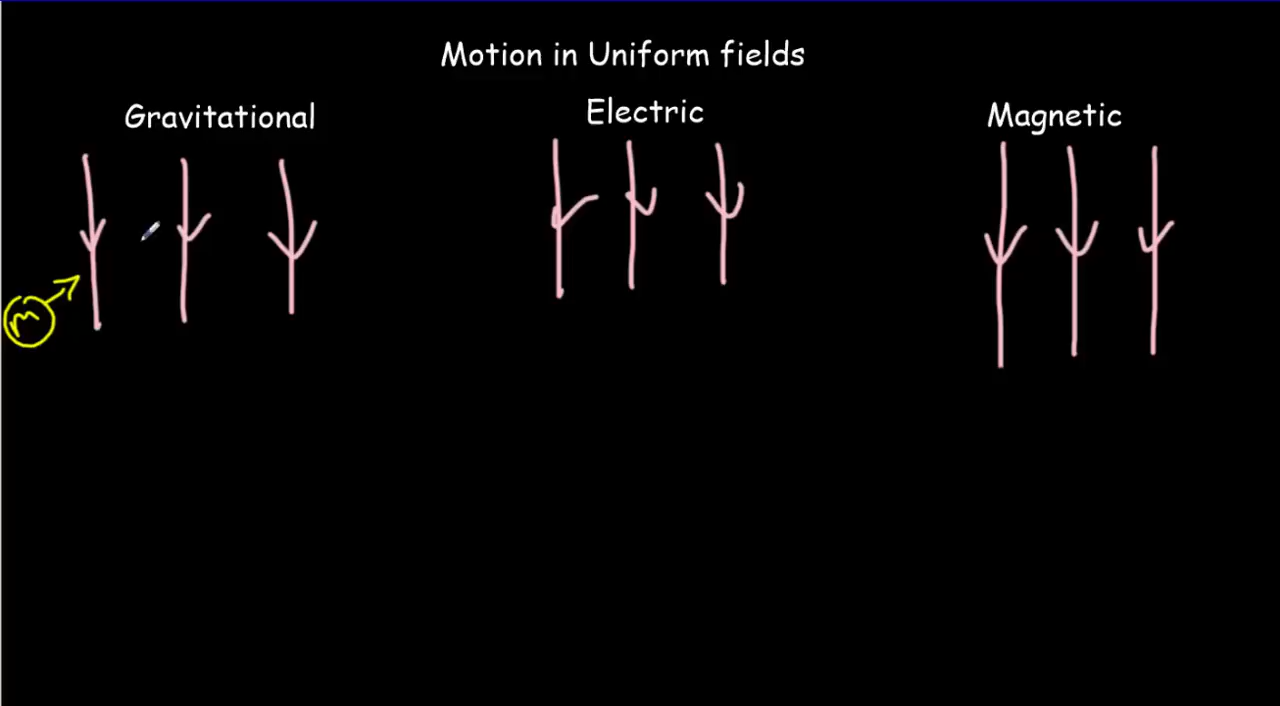 Motion in Uniform fields
Gravitational
Electric
Magnetic
m